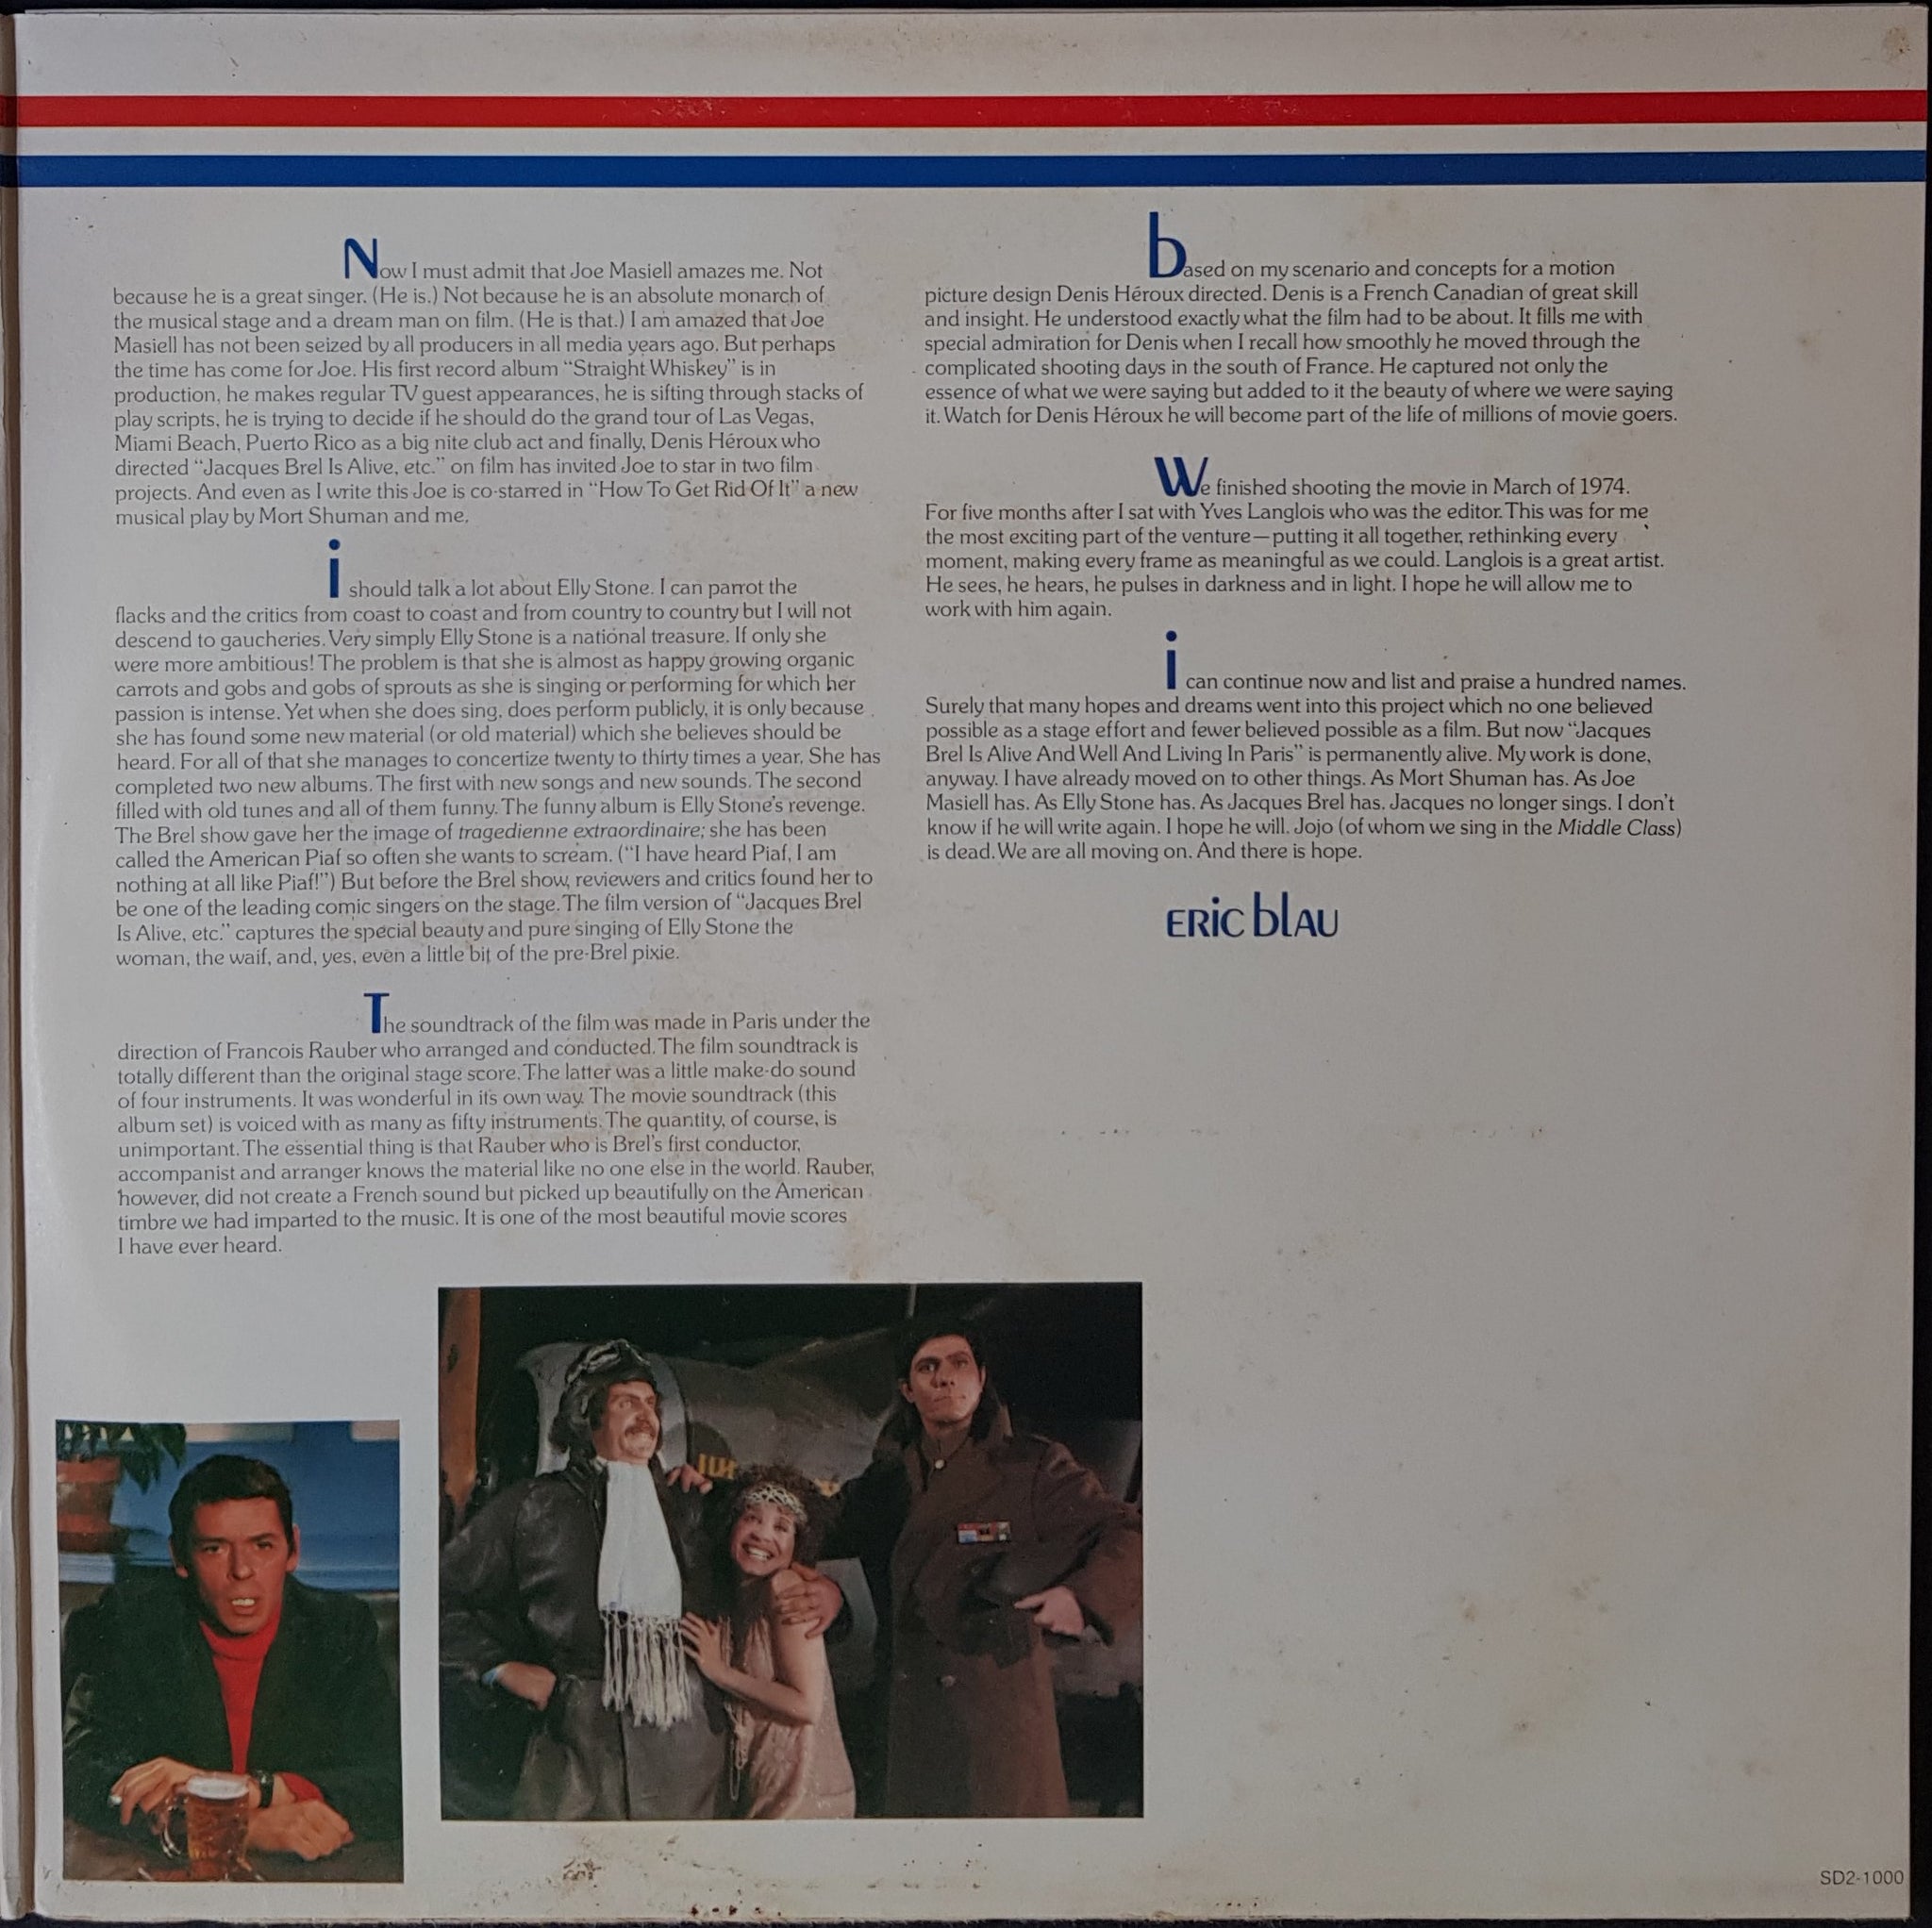 Now I must admit that Joe Masiell amazes me. Not
because he is a great singer. (He is.) Not because he is an absolute monarch of
the musical stage and a dream man on film. (He is that.) I am amazed that Joe
Masiell has not been seized by all producers in all media years ago. But perhaps
the time has come for Joe. His first record album “Straight Whiskey” is in
production, he makes regular TV guest appearances, he is sifting through stacks of
play scripts, he is trying to decide if he should do the grand tour of Las Vegas,
Miami Beach, Puerto Rico as a big nite club act and finally, Denis Héroux who
directed “Jacques Brel Is Alive, etc.” on film has invited Joe to star in two film
projects. And even as I write this Joe is co-starred in “How To Get Rid Of It” a new
musical play by Mort Shuman and me.
i should talk a lot about Elly Stone. I can parrot the
flacks and the critics from coast to coast and from country to country but I will not
descend to gaucheries. Very simply Elly Stone is a national treasure. If only she
were more ambitious! The problem is that she is almost as happy growing organic
carrots and gobs and gobs of sprouts as she is singing or performing for which her
passion is intense. Yet when she does sing, does perform publicly, it is only because
she has found some new material (or old material) which she believes should be
heard. For all of that she manages to concertize twenty to thirty times a year. She has
completed two new albums. The first with new songs and new sounds. The second
filled with old tunes and all of them funny. The funny album is Elly Stone's revenge.
The Brel show gave her the image of tragedienne extraordinaire; she has been
called the American Piaf so often she wants to scream. (“I have heard Piaf, I am
nothing at all like Piaf!”) But before the Brel show, reviewers and critics found her to
be one of the leading comic singers on the stage. The film version of “Jacques Brel
Is Alive, etc.” captures the special beauty and pure singing of Elly Stone the
woman, the waif, and, yes, even a little bit of the pre-Brel pixie.
The soundtrack of the film was made in Paris under the
direction of Francois Rauber who arranged and conducted. The film soundtrack is
totally different than the original stage score. The latter was a little make-do sound
of four instruments. It was wonderful in its own way. The movie soundtrack (this
album set) is voiced with as many as fifty instruments. The quantity, of course, is
unimportant. The essential thing is that Rauber who is Brel's first conductor,
accompanist and arranger knows the material like no one else in the world. Rauber,
however, did not create a French sound but picked up beautifully on the American
timbre we had imparted to the music. It is one of the most beautiful movie scores
I have ever heard.
based on my scenario and concepts for a motion
picture design Denis Héroux directed. Denis is a French Canadian of great skill
and insight. He understood exactly what the film had to be about. It fills me with
special admiration for Denis when I recall how smoothly he moved through the
complicated shooting days in the south of France. He captured not only the
essence of what we were saying but added to it the beauty of where we were saying
it. Watch for Denis Héroux he will become part of the life of millions of movie goers.
We finished shooting the movie in March of 1974.
For five months after I sat with Yves Langlois who was the editor. This was for me
the most exciting part of the venture—putting it all together, rethinking every
moment, making every frame as meaningful as we could. Langlois is a great artist.
He sees, he hears, he pulses in darkness and in light. I hope he will allow me to
work with him again.
i can continue now and list and praise a hundred names.
Surely that many hopes and dreams went into this project which no one believed
possible as a stage effort and fewer believed possible as a film. But now “Jacques
Brel Is Alive And Well And Living In Paris” is permanently alive. My work is done,
anyway. I have already moved on to other things. As Mort Shuman has. As Joe
Masiell has. As Elly Stone has. As Jacques Brel has. Jacques no longer sings. I don't
know if he will write again. I hope he will. Jojo (of whom we sing in the Middle Class)
is dead. We are all moving on. And there is hope.
ERic blAU
SD2-1000